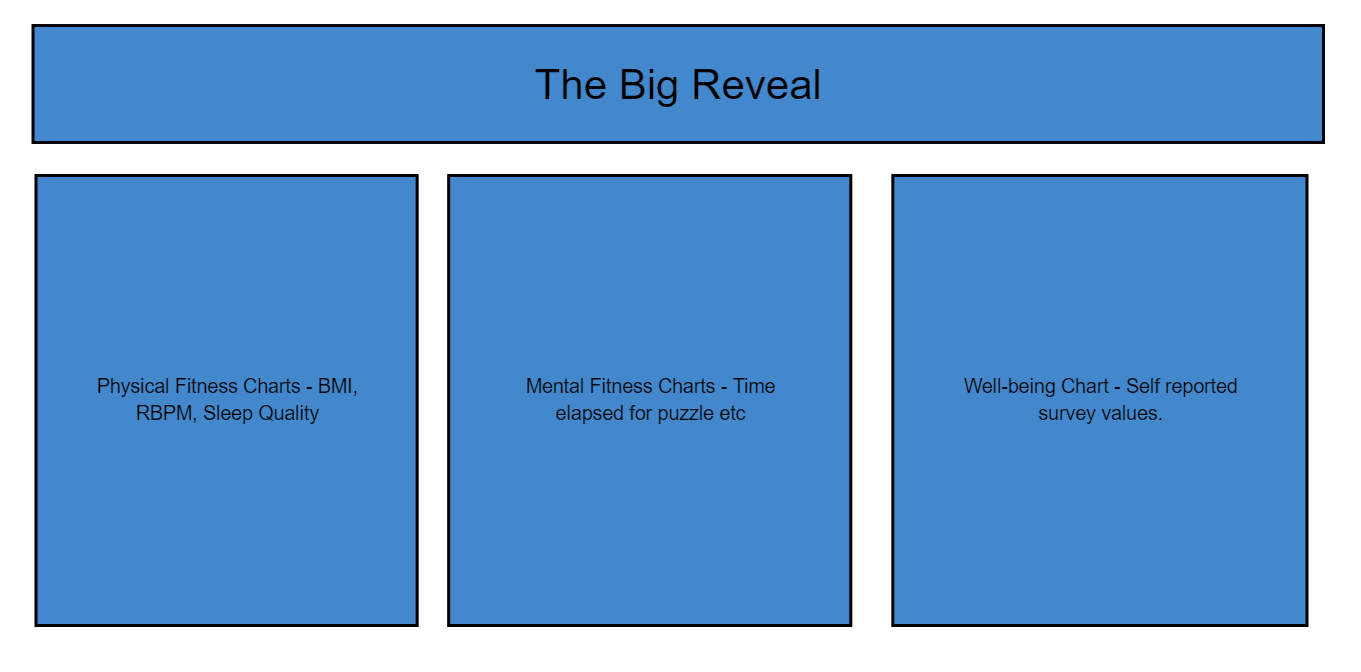 The Big Reveal
Physical Fitness Charts - BMI,
RBPM, Sleep Quality
Mental Fitness Charts - Time
elapsed for puzzle etc
Well-being Chart - Self reported
survey values.